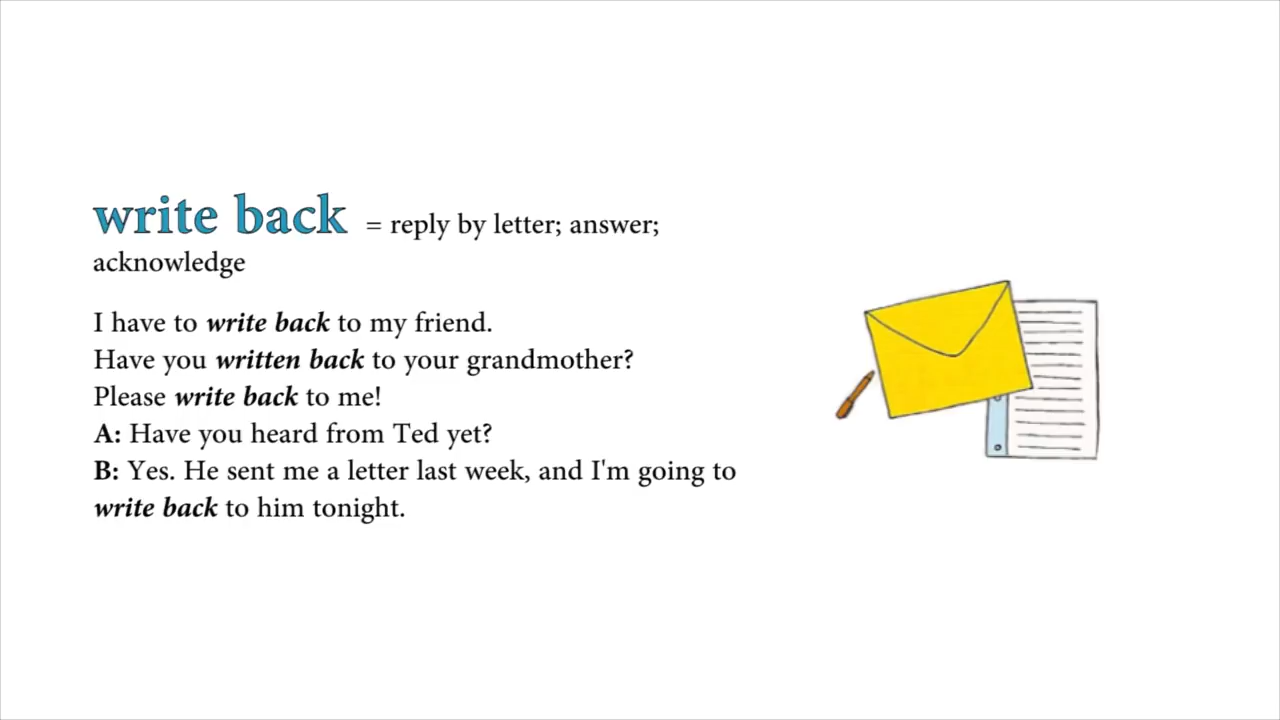 write back = reply by letter; answer;
acknowledge
I have to write back to my friend.
Have you written back to your grandmother?
Please write back to me!
A: Have you heard from Ted yet?
B: Yes. He sent me a letter last week, and I'm going to
write back to him tonight.